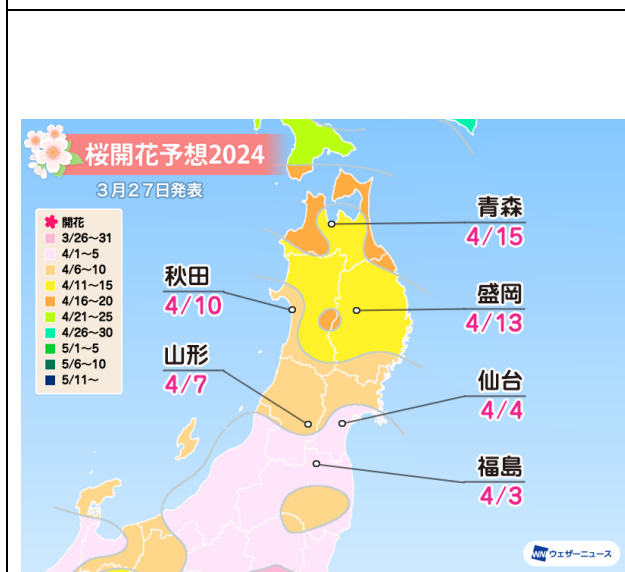 桜開花予想2024
3月27日発表
開花
3/26〜31
4/1〜5
4/6〜10
4/11〜15
4/16〜20
4/21〜25
4/26〜30
5/1〜5
5/6〜10
5/11〜
青森
4/15
秋田
4/10
盛岡
4/13
山形
4/7
仙台
4/4
福島
4/3
WN ウェザーニュース